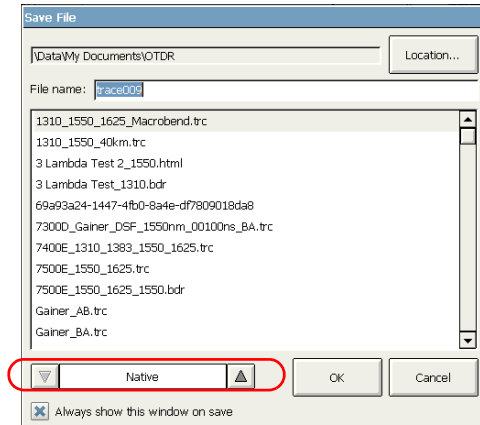 Save File
\Data\My Documents\OTDR
Location...
File name: trace009
1310_1550_1625_Macrobend.trc
1310_1550_40km.trc
3 Lambda Test 2_1550.html
3 Lambda Test_1310.bdr
69a93a24-1447-4fb0-8a4e-df7809018da8
7300D_Gainer_DSF_1550nm_00100ns_BA.trc
7400E_1310_1383_1550_1625.trc
7500E_1550_1625.trc
7500E_1550_1625_1550.bdr
Gainer_AB.trc
Gainer_BA.trc
Native
OK
Cancel
Always show this window on save